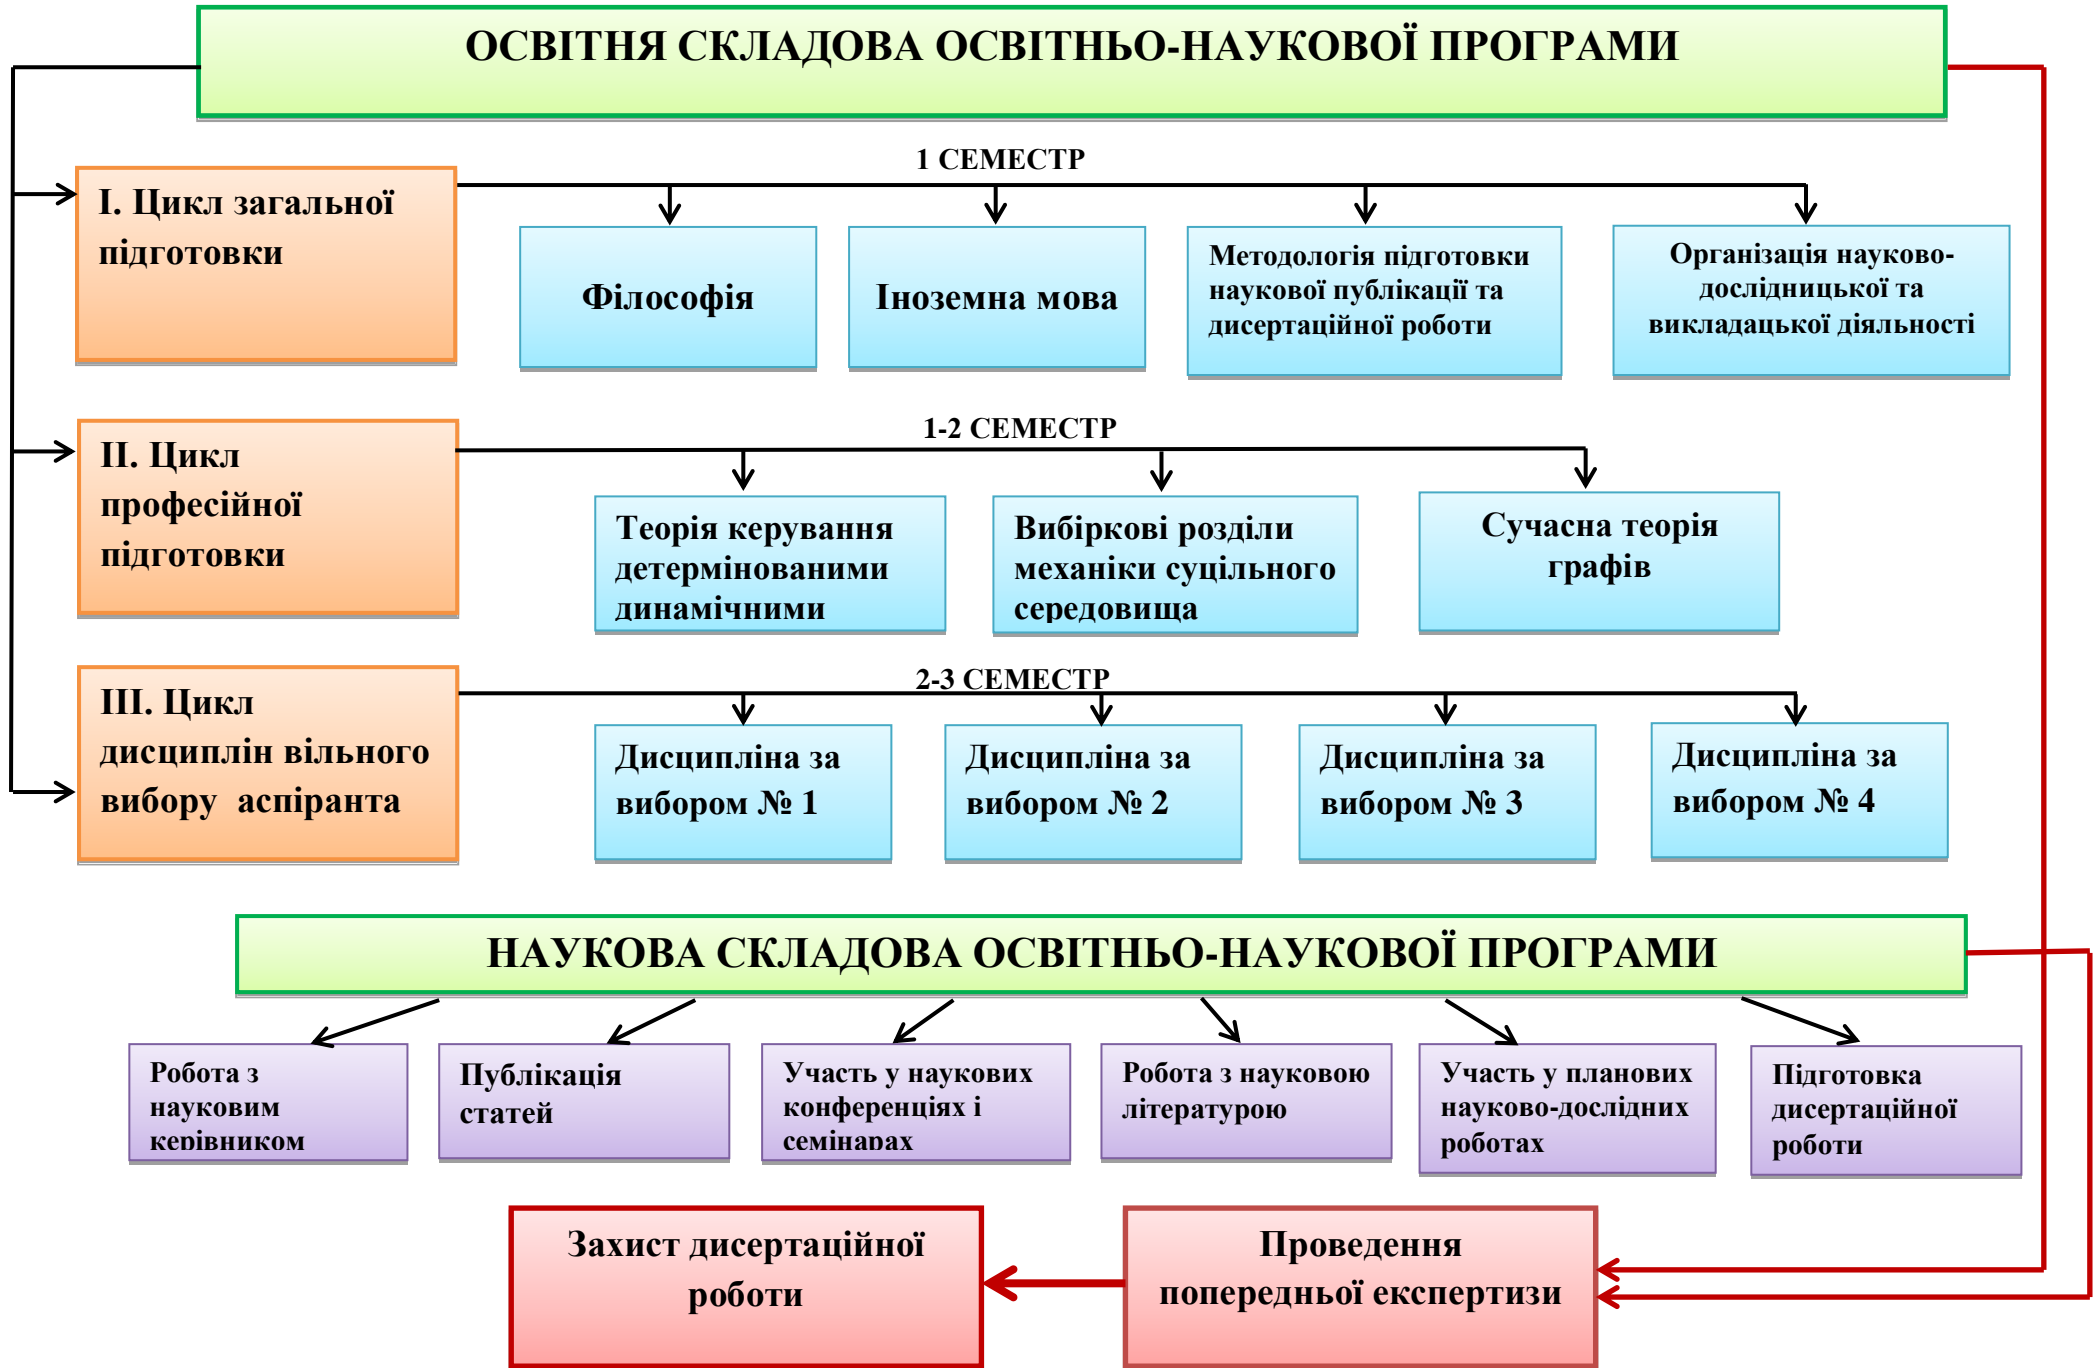 ОСВІТНЯ СКЛАДОВА ОСВІТНЬО-НАУКОВОЇ ПРОГРАМИ
1 СЕМЕСТР
І. Цикл загальної
підготовки
Філософія
Іноземна мова
Методологія підготовки
наукової публікації та
дисертаційної роботи
Організація науково-
дослідницької та
викладацької діяльності
1-2 СЕМЕСТР
ІІ. Цикл
професійної
підготовки
Теорія керування
детермінованими
динамічними
Вибіркові розділи
механіки суцільного
середовища
Сучасна теорія
графів
2-3 СЕМЕСТР
ІІІ. Цикл
дисциплін вільного
вибору аспіранта
Дисципліна за
вибором № 1
Дисципліна за
вибором № 2
Дисципліна за
вибором № 3
Дисципліна за
вибором № 4
НАУКОВА СКЛАДОВА ОСВІТНЬО-НАУКОВОЇ ПРОГРАМИ
Робота з
науковим
керівником
Публікація
статей
Участь у наукових
конференціях і
семінарах
Робота з науковою
літературою
Участь у планових
науково-дослідних
роботах
Підготовка
дисертаційної
роботи
Захист дисертаційної
роботи
Проведення
попередньої експертизи